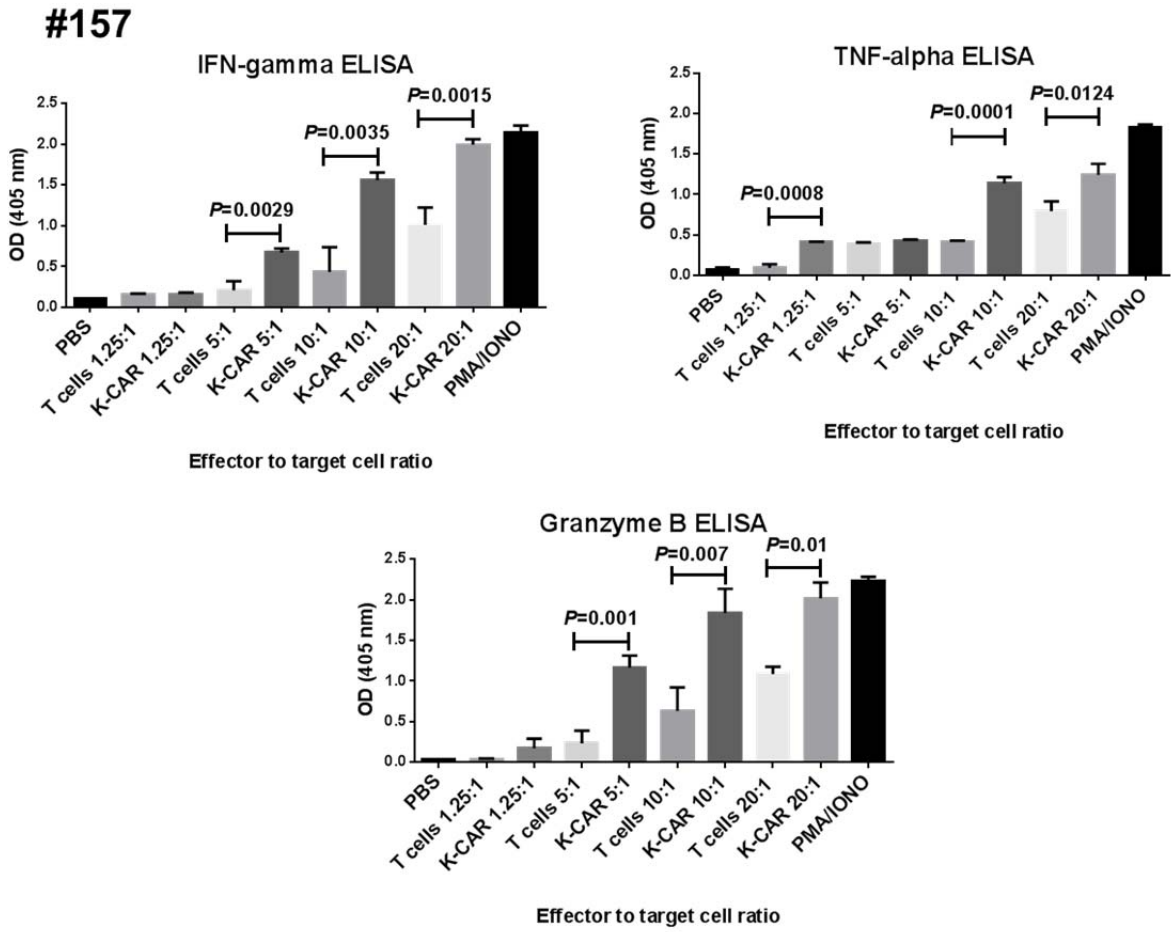 #157
IFN-gamma ELISA
OD (405 nm)
2.5
2.0
1.5
1.0
0.5
0.0
P=0.0029
P=0.0035
P=0.0015
PBS
T cells 1.25:1
K-CAR 1.25:1
T cells 5:1
K-CAR 5:1
T cells 10:1
K-CAR 10:1
T cells 20:1
K-CAR 20:1
PMA/IONO
Effector to target cell ratio
TNF-alpha ELISA
OD (405 nm)
2.5
2.0
1.5
1.0
0.5
0.0
P=0.0008
P=0.0001
P=0.0124
PBS
T cells 1.25:1
K-CAR 1.25:1
T cells 5:1
K-CAR 5:1
T cells 10:1
K-CAR 10:1
T cells 20:1
K-CAR 20:1
PMA/IONO
Effector to target cell ratio
Granzyme B ELISA
OD (405 nm)
2.5
2.0
1.5
1.0
0.5
0.0
P=0.001
P=0.007
P=0.01
PBS
T cells 1.25:1
K-CAR 1.25:1
T cells 5:1
K-CAR 5:1
T cells 10:1
K-CAR 10:1
T cells 20:1
K-CAR 20:1
PMA/IONO
Effector to target cell ratio